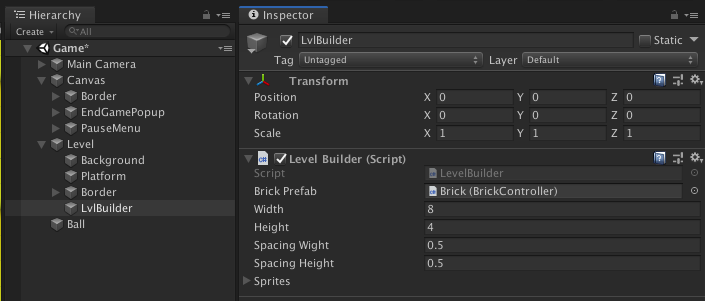 Hierarchy
Create
All
Game*
Main Camera
Canvas
Border
EndGamePopup
PauseMenu
Level
Background
Platform
Border
LvlBuilder
Ball
Inspector
LvlBuilder
Static
Tag Untagged Layer Default
Transform
Position X 0 Y 0 Z 0
Rotation X 0 Y 0 Z 0
Scale X 1 Y 1 Z 1
C# Level Builder (Script)
Script LevelBuilder
Brick Prefab Brick (BrickController)
Width 8
Height 4
Spacing Wight 0.5
Spacing Height 0.5
Sprites